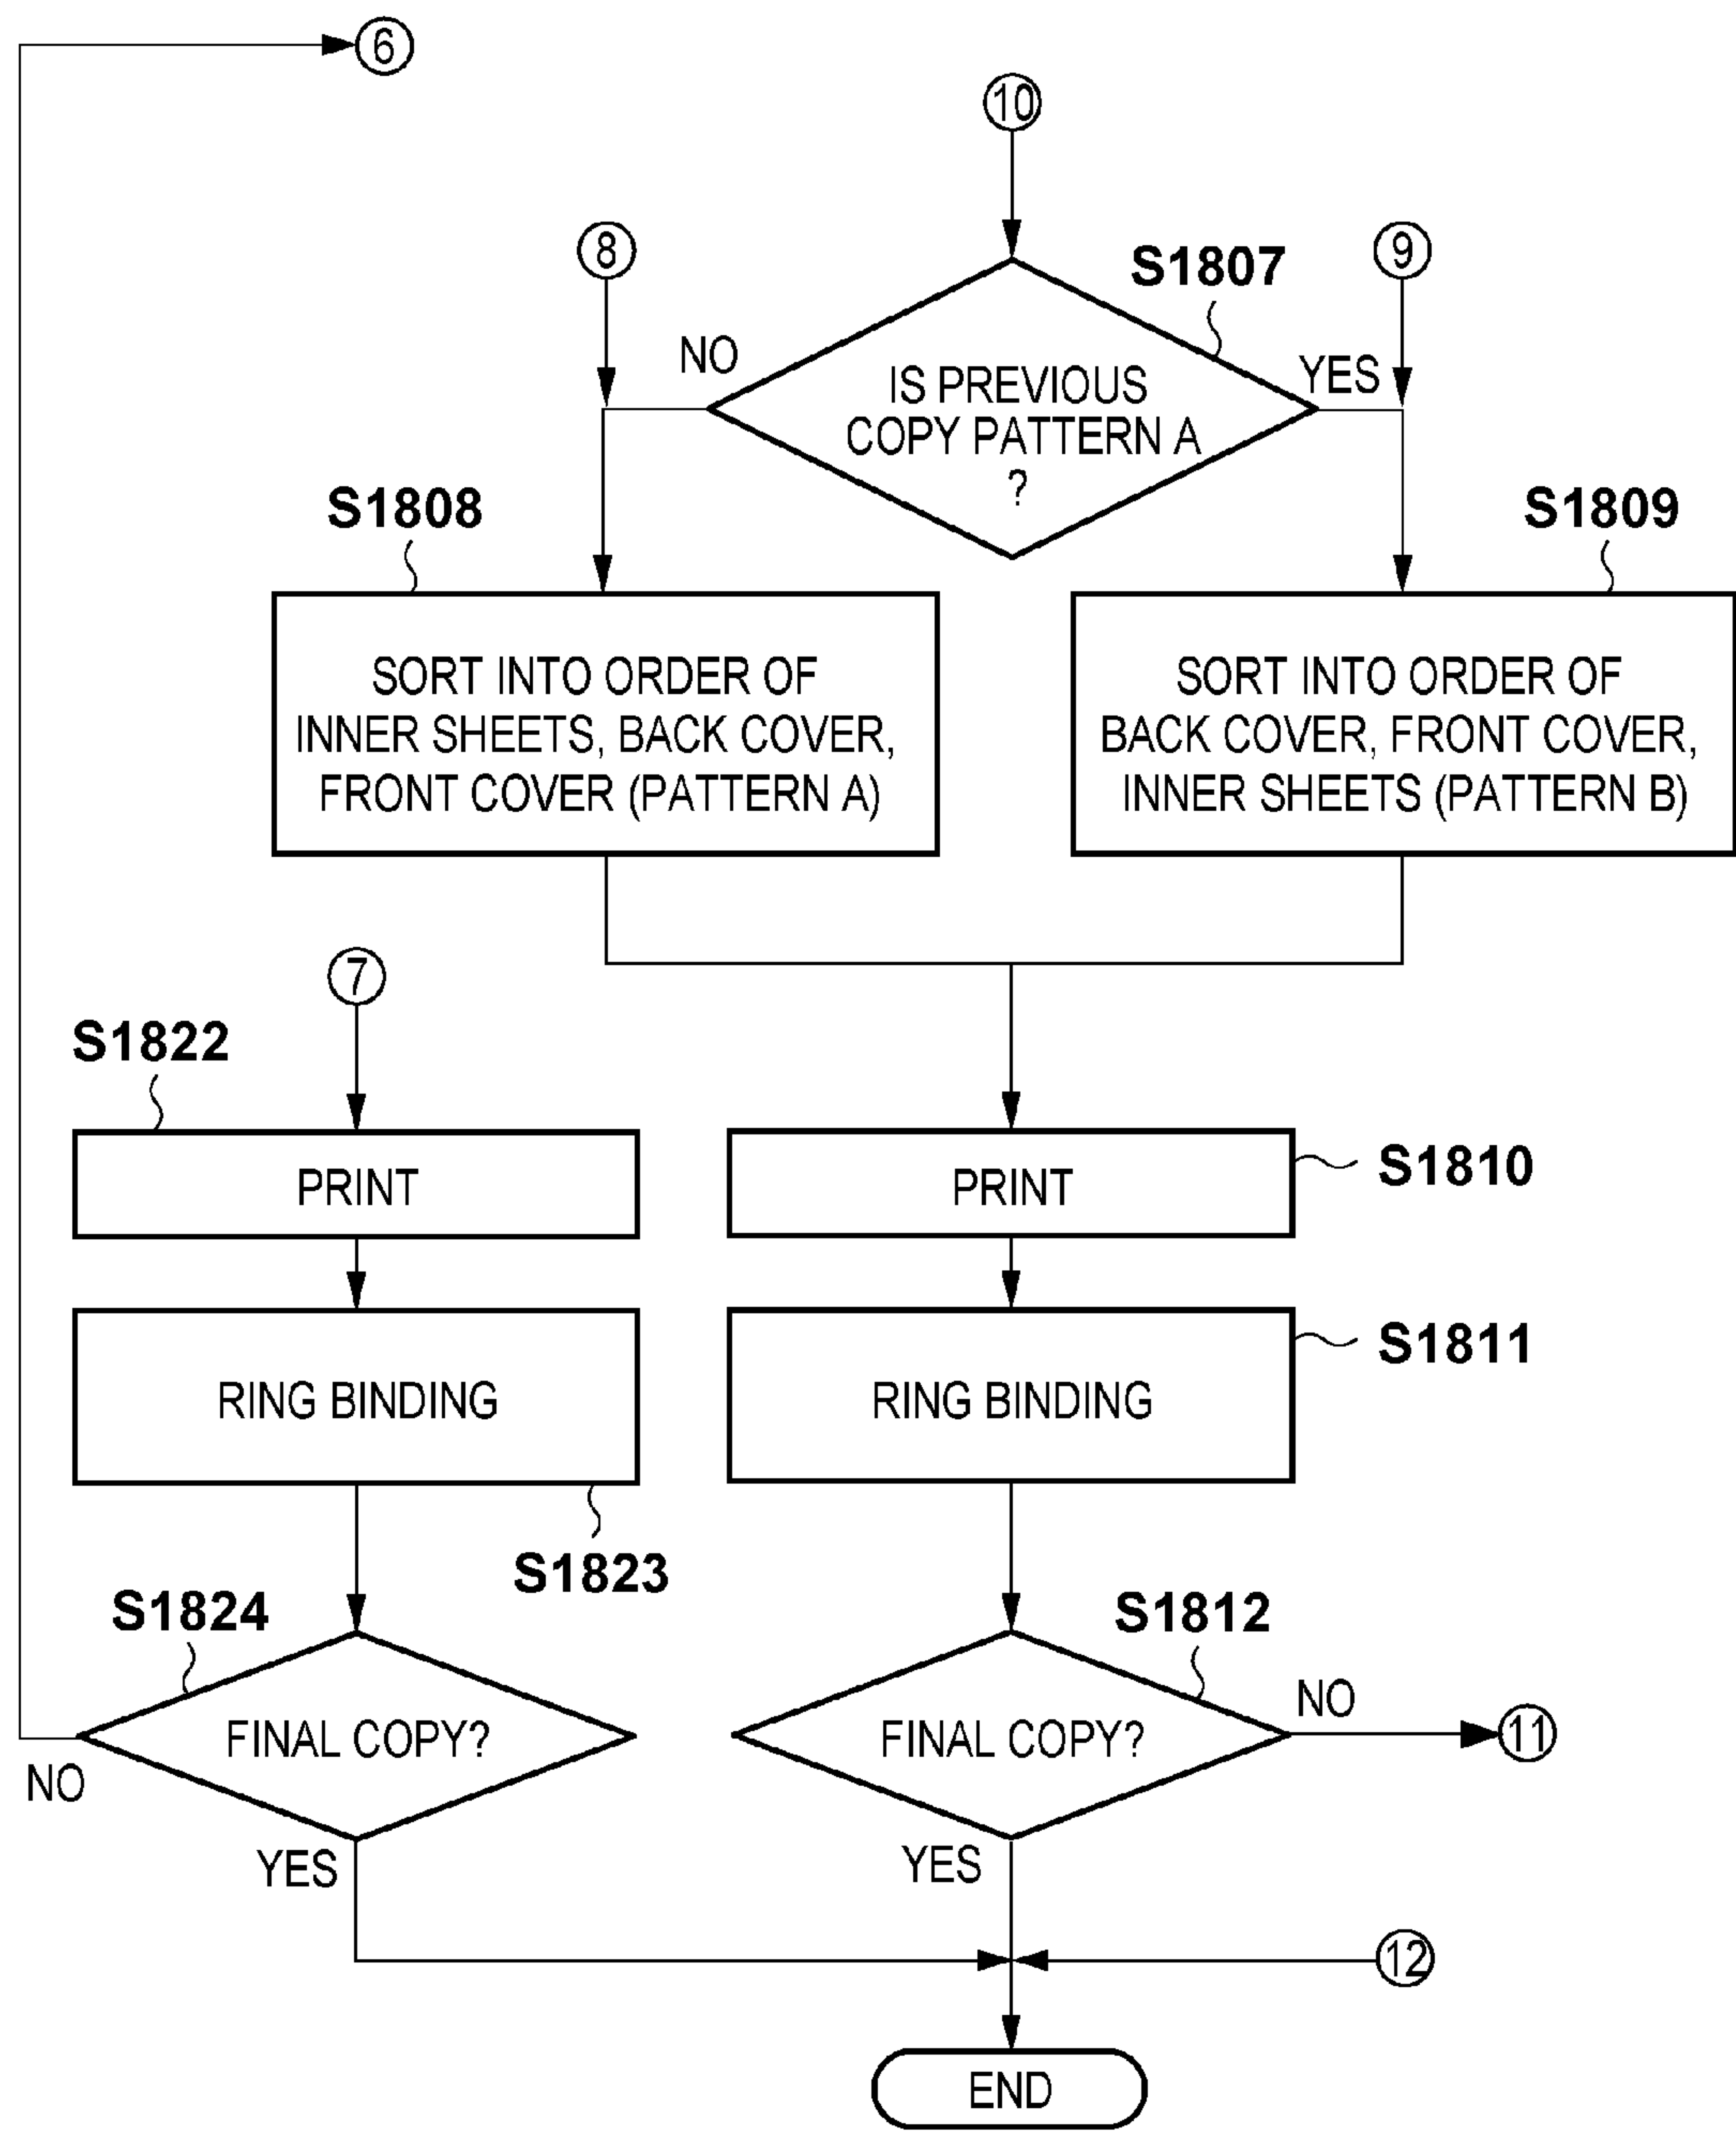 6
10
8
S1807
9
NO
YES
IS PREVIOUS
COPY PATTERN A
?
S1808
S1809
SORT INTO ORDER OF
INNER SHEETS, BACK COVER,
FRONT COVER (PATTERN A)
SORT INTO ORDER OF
BACK COVER, FRONT COVER,
INNER SHEETS (PATTERN B)
7
S1822
PRINT
PRINT
S1810
RING BINDING
RING BINDING
S1811
S1823
S1824
S1812
FINAL COPY?
FINAL COPY?
NO
11
NO
YES
YES
12
END